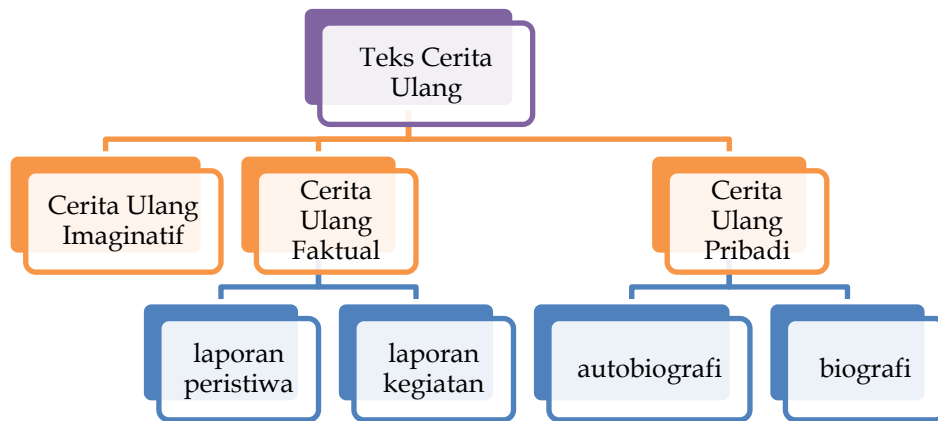 Teks Cerita
Ulang
Cerita Ulang
Imaginatif
Cerita
Ulang
Faktual
Cerita
Ulang
Pribadi
laporan
peristiwa
laporan
kegiatan
autobiografi
biografi